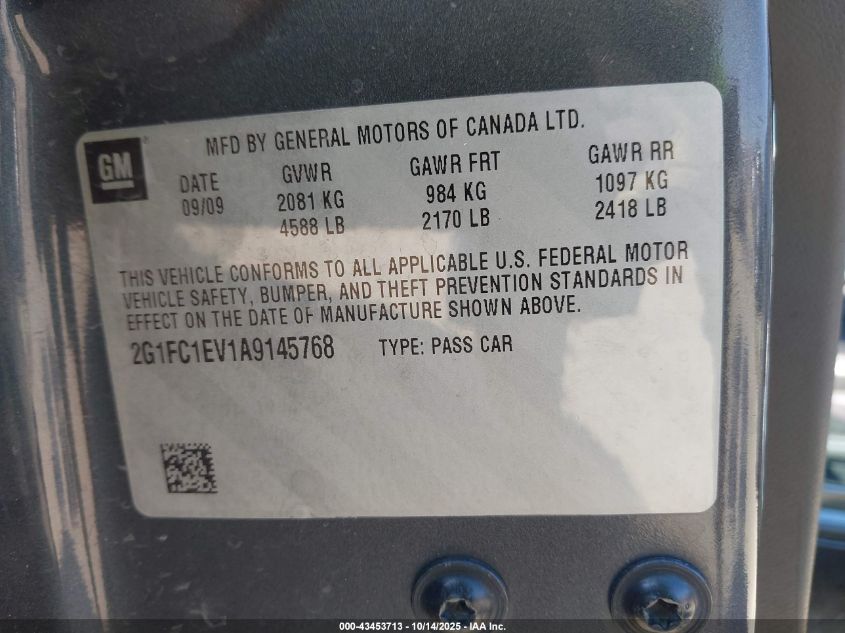 GM
MFD BY GENERAL MOTORS OF CANADA LTD.
DATE GVWR GAWR FRT GAWR RR
09/09 2081 KG 984 KG 1097 KG
4588 LB 2170 LB 2418 LB
THIS VEHICLE CONFORMS TO ALL APPLICABLE U.S. FEDERAL MOTOR
VEHICLE SAFETY, BUMPER, AND THEFT PREVENTION STANDARDS IN
EFFECT ON THE DATE OF MANUFACTURE SHOWN ABOVE.
2G1FC1EV1A9145768 TYPE: PASS CAR
000-43453713 - 10/14/2025 - IAA Inc.